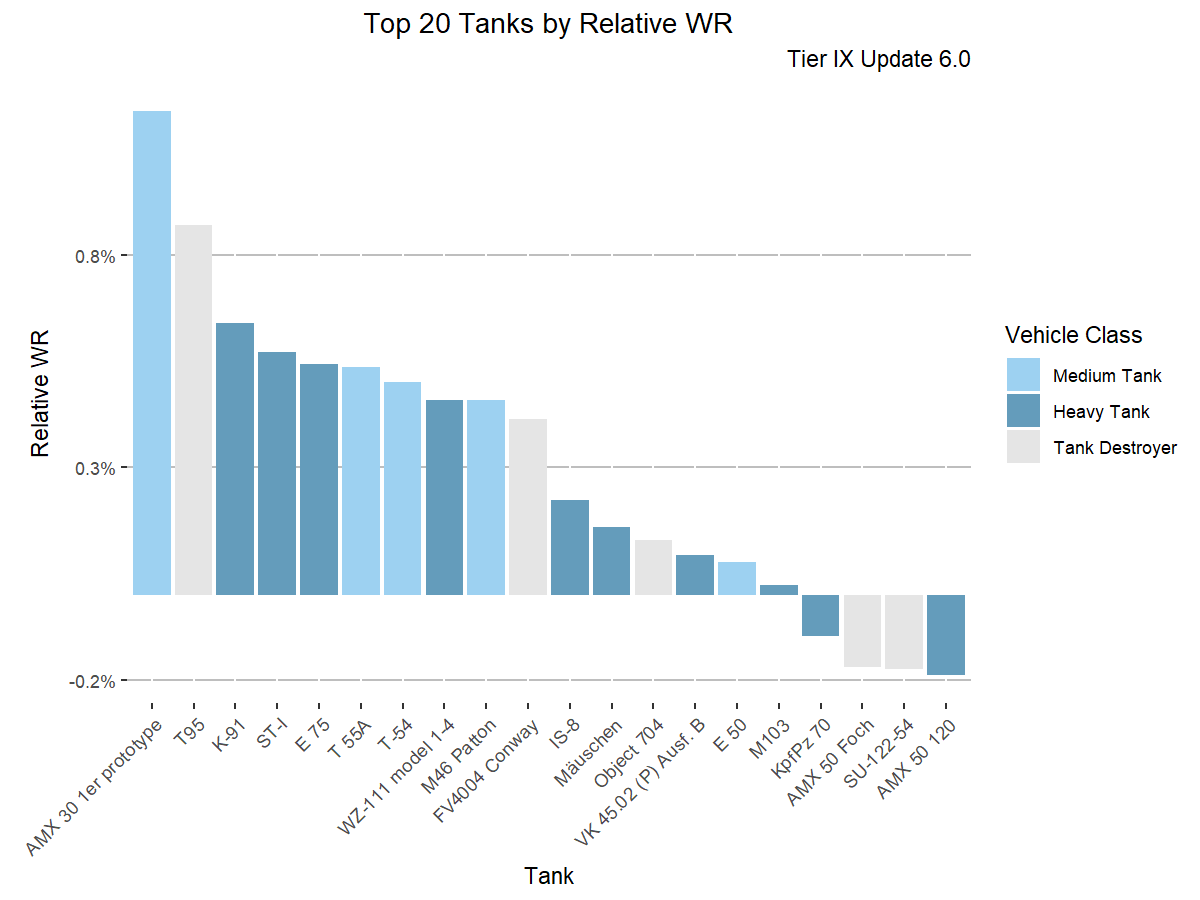 Top 20 Tanks by Relative WR
Tier IX Update 6.0
Relative WR
0.8%
0.3%
-0.2%
AMX 30 1er prototype
T95
K-91
ST-I
E 75
T 55A
T-54
WZ-111 model 1-4
M46 Patton
FV4004 Conway
IS-8
Mäuschen
Object 704
VK 45.02 (P) Ausf. B
E 50
M103
KpfPz 70
AMX 50 Foch
SU-122-54
AMX 50 120
Tank
Vehicle Class
Medium Tank
Heavy Tank
Tank Destroyer